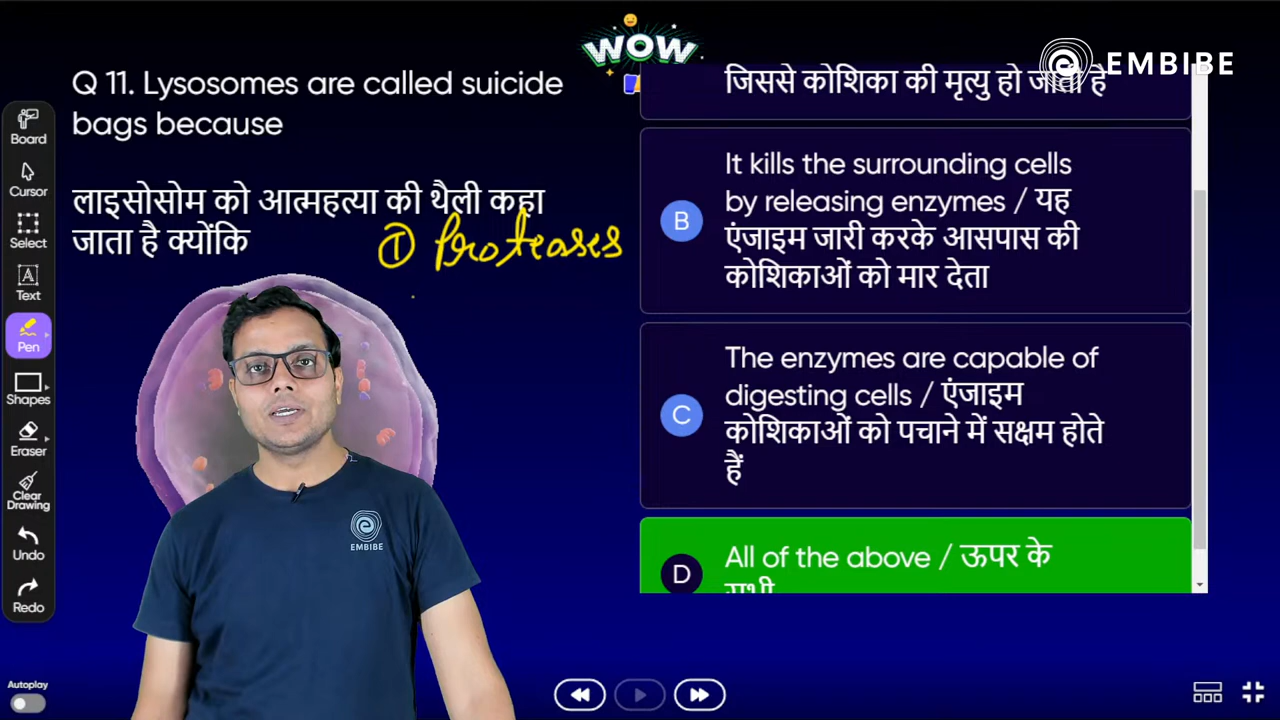 WOW
EMBIBE
Q 11. Lysosomes are called suicide
bags because
लाइसोसोम को आत्महत्या की थैली कहा
जाता है क्योंकि
① Proteases
जिससे कोशिका की मृत्यु हो जाती है
B
It kills the surrounding cells
by releasing enzymes / यह
एंजाइम जारी करके आसपास की
कोशिकाओं को मार देता
C
The enzymes are capable of
digesting cells / एंजाइम
कोशिकाओं को पचाने में सक्षम होते
हैं
D
All of the above / ऊपर के
सभी
Board
Cursor
Select
A
Text
Pen
Shapes
Eraser
Clear
Drawing
Undo
Redo
Autoplay
EMBIBE